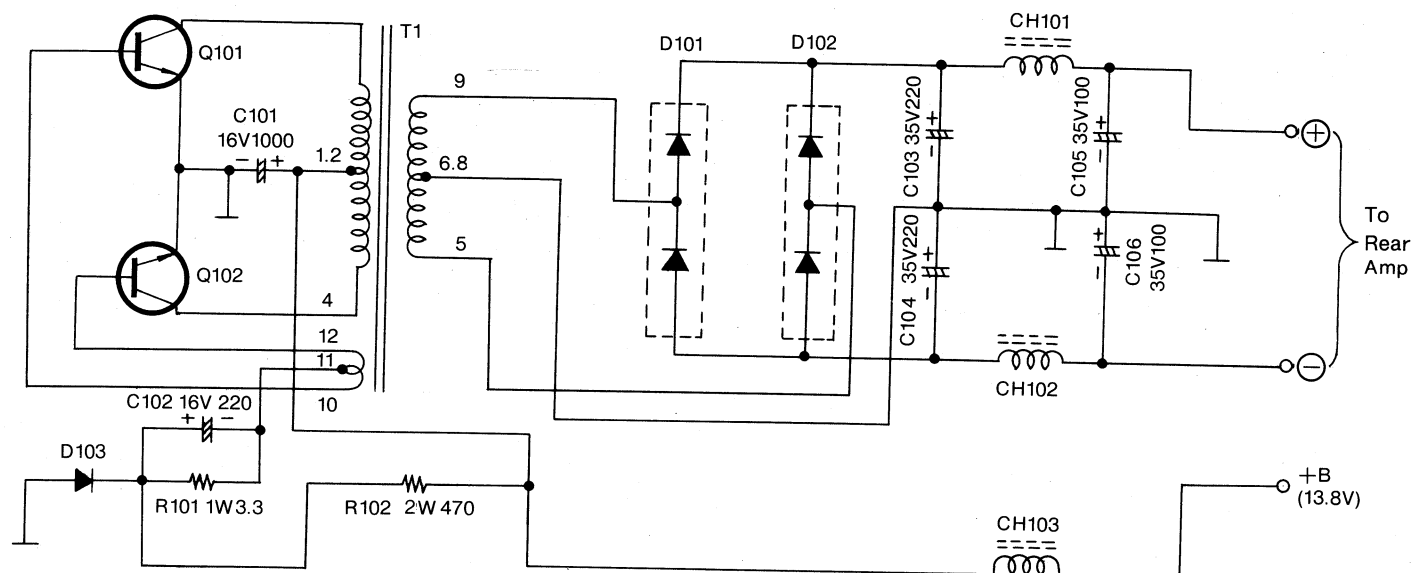 CH101
T1
D101
D102
Q101
9
C101
16V1000
− +
1.2
6.8
C103 35V220
+
−
C105 35V100
+
−
+
To
Rear
Amp
5
Q102
4
C104 35V220
+
−
C106
35V100
+
−
12
11
10
−
CH102
C102 16V 220
+ −
D103
R101 1W3.3
R102 2W 470
+B
(13.8V)
CH103